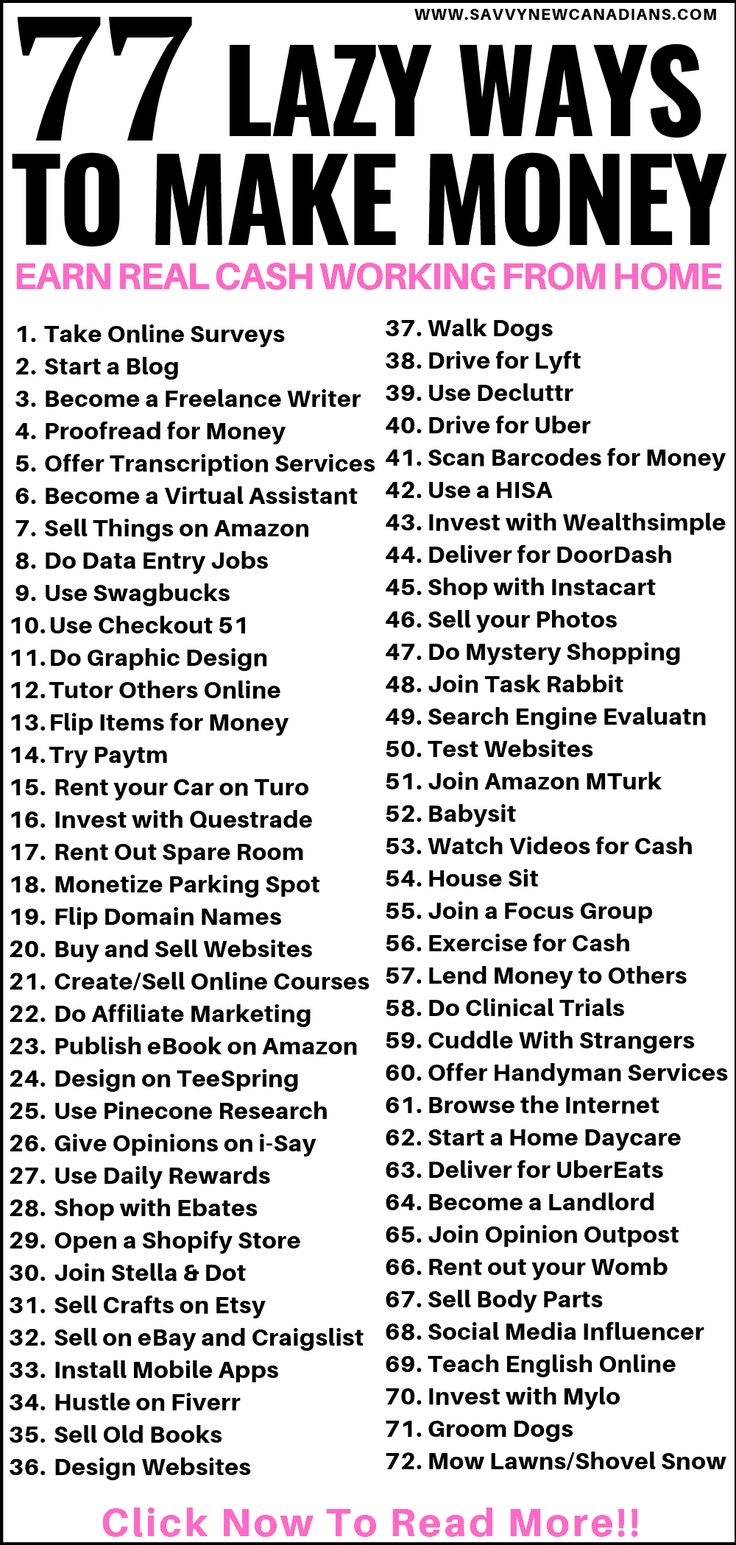 WWW.SAVVYNEWCANADIANS.COM
77 LAZY WAYS
TO MAKE MONEY
EARN REAL CASH WORKING FROM HOME
1. Take Online Surveys
2. Start a Blog
3. Become a Freelance Writer
4. Proofread for Money
5. Offer Transcription Services
6. Become a Virtual Assistant
7. Sell Things on Amazon
8. Do Data Entry Jobs
9. Use Swagbucks
10. Use Checkout 51
11. Do Graphic Design
12. Tutor Others Online
13. Flip Items for Money
14. Try Paytm
15. Rent your Car on Turo
16. Invest with Questrade
17. Rent Out Spare Room
18. Monetize Parking Spot
19. Flip Domain Names
20. Buy and Sell Websites
21. Create/Sell Online Courses
22. Do Affiliate Marketing
23. Publish eBook on Amazon
24. Design on TeeSpring
25. Use Pinecone Research
26. Give Opinions on i-Say
27. Use Daily Rewards
28. Shop with Ebates
29. Open a Shopify Store
30. Join Stella & Dot
31. Sell Crafts on Etsy
32. Sell on eBay and Craigslist
33. Install Mobile Apps
34. Hustle on Fiverr
35. Sell Old Books
36. Design Websites
37. Walk Dogs
38. Drive for Lyft
39. Use Decluttr
40. Drive for Uber
41. Scan Barcodes for Money
42. Use a HISA
43. Invest with Wealthsimple
44. Deliver for DoorDash
45. Shop with Instacart
46. Sell your Photos
47. Do Mystery Shopping
48. Join Task Rabbit
49. Search Engine Evaluatn
50. Test Websites
51. Join Amazon MTurk
52. Babysit
53. Watch Videos for Cash
54. House Sit
55. Join a Focus Group
56. Exercise for Cash
57. Lend Money to Others
58. Do Clinical Trials
59. Cuddle With Strangers
60. Offer Handyman Services
61. Browse the Internet
62. Start a Home Daycare
63. Deliver for UberEats
64. Become a Landlord
65. Join Opinion Outpost
66. Rent out your Womb
67. Sell Body Parts
68. Social Media Influencer
69. Teach English Online
70. Invest with Mylo
71. Groom Dogs
72. Mow Lawns/Shovel Snow
Click Now To Read More!!